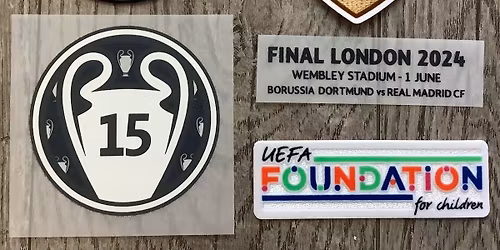 15
FINAL LONDON 2024
WEMBLEY STADIUM - 1 JUNE
BORUSSIA DORTMUND vs REAL MADRID CF
UEFA
FOUNDATION
for children